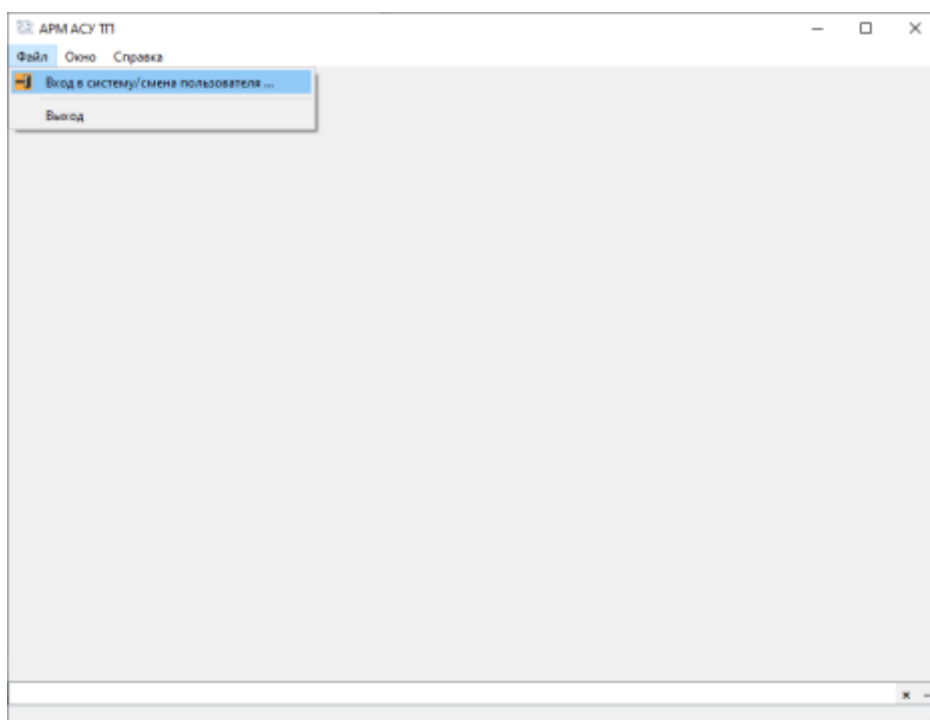 АРМ АСУ ТП
Файл Окно Справка
Вход в систему/смена пользователя ...
Выход